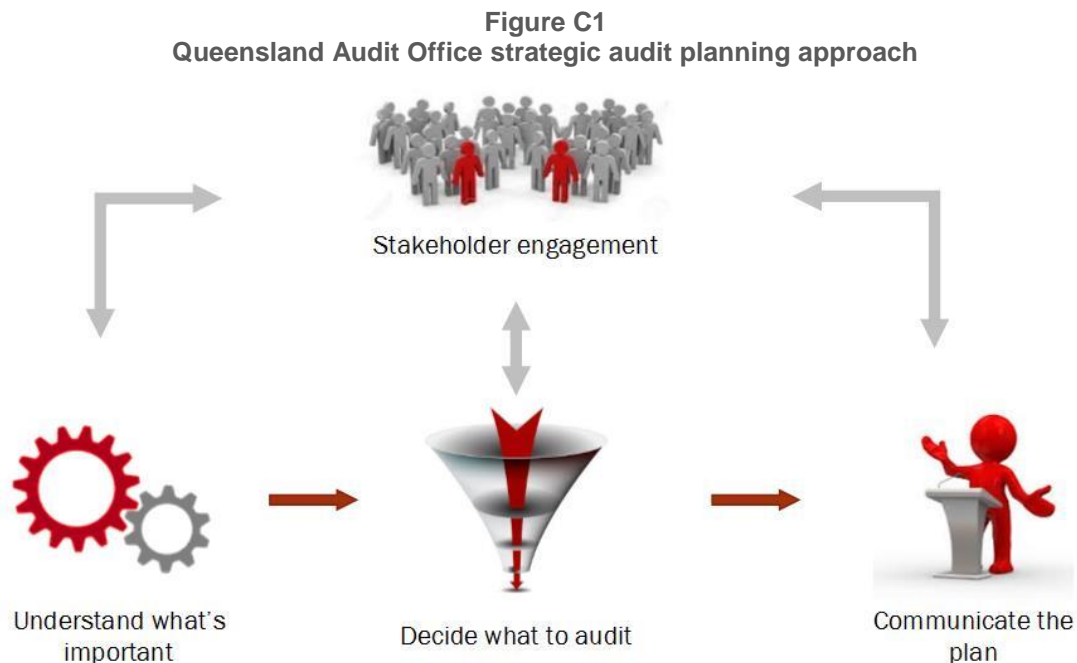 Figure C1
Queensland Audit Office strategic audit planning approach
Stakeholder engagement
Understand what's
important
Decide what to audit
Communicate the
plan